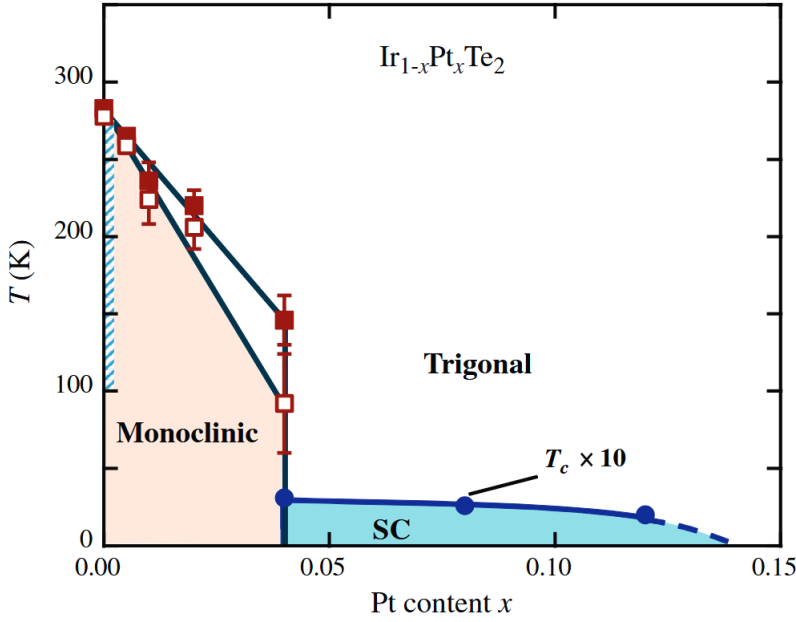 Ir1-xPtxTe2
300
200
100
0
T (K)
Trigonal
Monoclinic
Tc × 10
SC
0.00
0.05
0.10
0.15
Pt content x